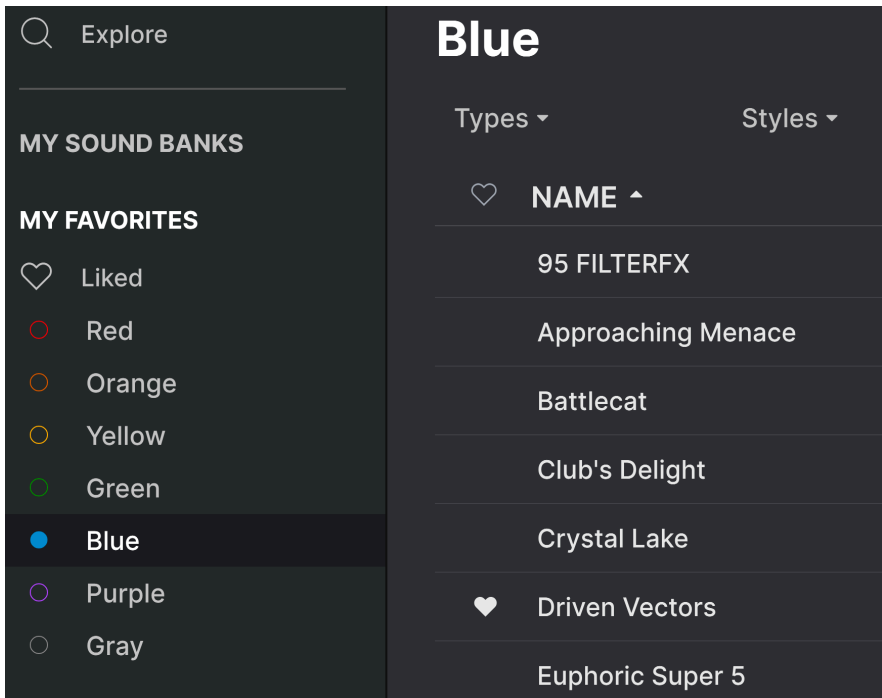 Explore
MY SOUND BANKS
MY FAVORITES
Liked
Red
Orange
Yellow
Green
Blue
Purple
Gray
Blue
Types Styles
NAME
95 FILTERFX
Approaching Menace
Battlecat
Club's Delight
Crystal Lake
Driven Vectors
Euphoric Super 5